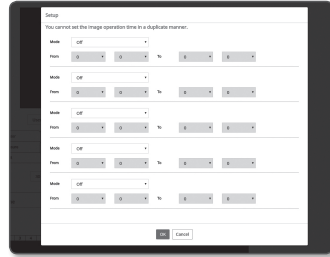 Setup
You cannot set the image operation time in a duplicate manner.
Mode Off
From 0 0 To 0 0
Mode Off
From 0 0 To 0 0
Mode Off
From 0 0 To 0 0
Mode Off
From 0 0 To 0 0
Mode Off
From 0 0 To 0 0
OK Cancel